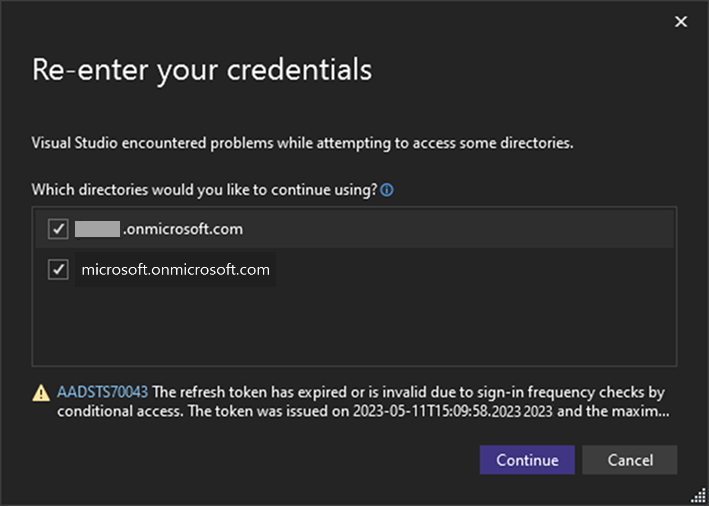 Re-enter your credentials
Visual Studio encountered problems while attempting to access some directories.
Which directories would you like to continue using?
.onmicrosoft.com
microsoft.onmicrosoft.com
AADSTS70043 The refresh token has expired or is invalid due to sign-in frequency checks by
conditional access. The token was issued on 2023-05-11T15:09:58.2023 2023 and the maxim...
Continue Cancel